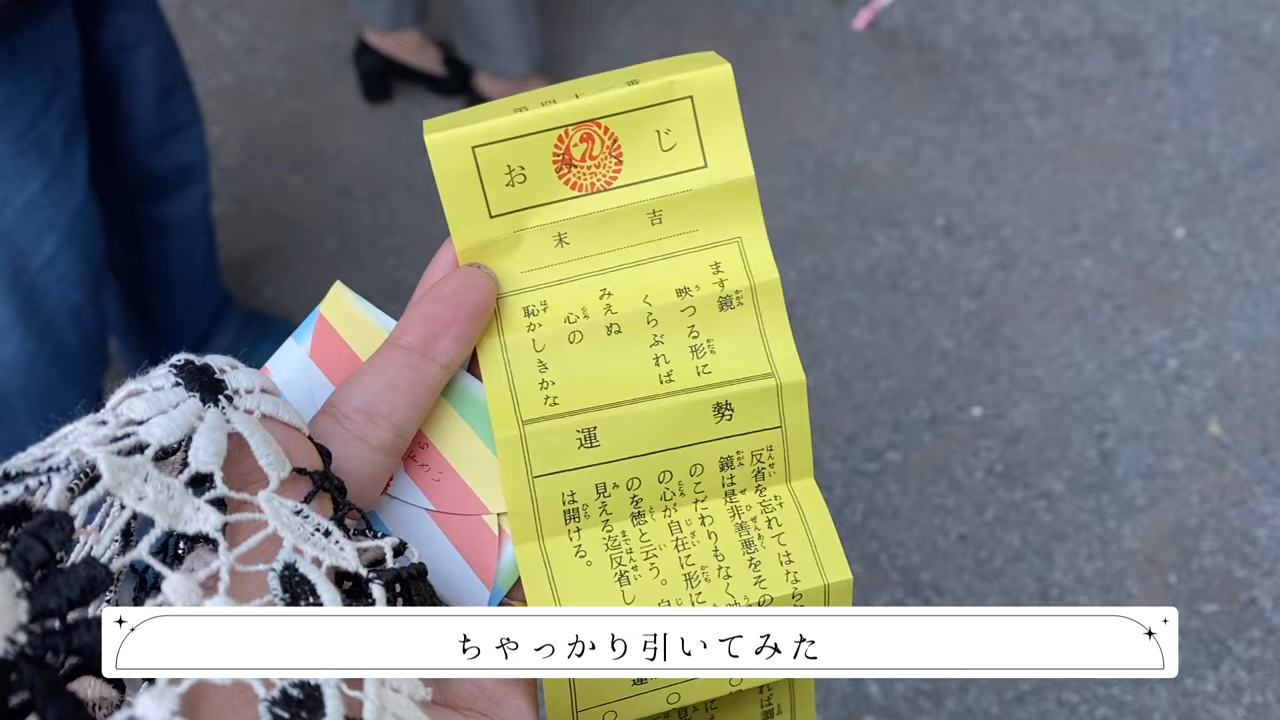 おみくじ
末吉
ます鏡
映つる形に
くらぶれば
みえぬ
心の
恥かしきかな
運勢
反省を忘れてはなら
鏡は是非善悪をその
のこだわりもなく映
の心が自在に形に
のを徳と云う。
見える迄反省し
は開ける。
ちゃっかり引いてみた